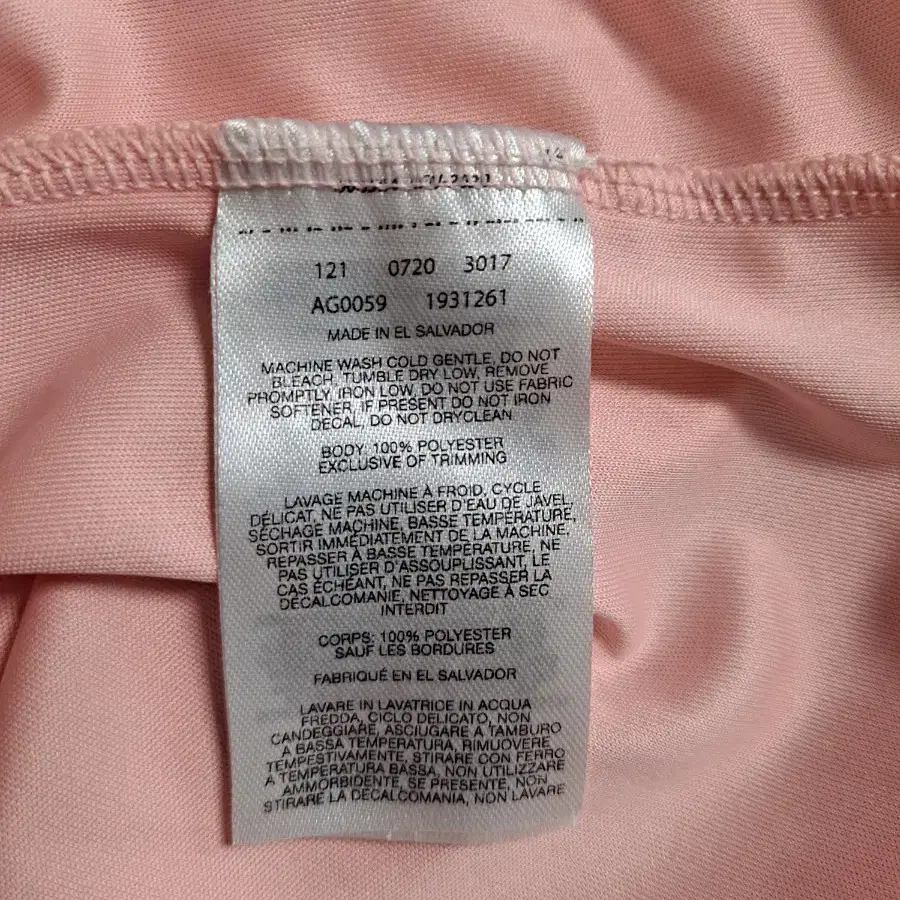 121 0720 3017
AG0059 1931261
MADE IN EL SALVADOR
MACHINE WASH COLD GENTLE, DO NOT
BLEACH, TUMBLE DRY LOW, REMOVE
PROMPTLY, IRON LOW, DO NOT USE FABRIC
SOFTENER, IF PRESENT DO NOT IRON
DECAL, DO NOT DRYCLEAN
BODY: 100% POLYESTER
EXCLUSIVE OF TRIMMING
LAVAGE MACHINE À FROID, CYCLE
DÉLICAT, NE PAS UTILISER D'EAU DE JAVEL,
SÉCHAGE MACHINE, BASSE TEMPÉRATURE,
SORTIR IMMÉDIATEMENT DE LA MACHINE,
REPASSER À BASSE TEMPÉRATURE, NE
PAS UTILISER D'ASSOUPLISSANT, LE
CAS ÉCHÉANT, NE PAS REPASSER LA
DÉCALCOMANIE, NETTOYAGE À SEC
INTERDIT
CORPS: 100% POLYESTER
SAUF LES BORDURES
FABRIQUÉ EN EL SALVADOR
LAVARE IN LAVATRICE IN ACQUA
FREDDA, CICLO DELICATO, NON
CANDEGGIARE, ASCIUGARE A TAMBURO
A BASSA TEMPERATURA, RIMUOVERE
TEMPESTIVAMENTE, STIRARE CON FERRO
A TEMPERATURA BASSA, NON UTILIZZARE
AMMORBIDENTE, SE PRESENTE, NON
STIRARE LA DECALCOMANIA, NON LAVARE